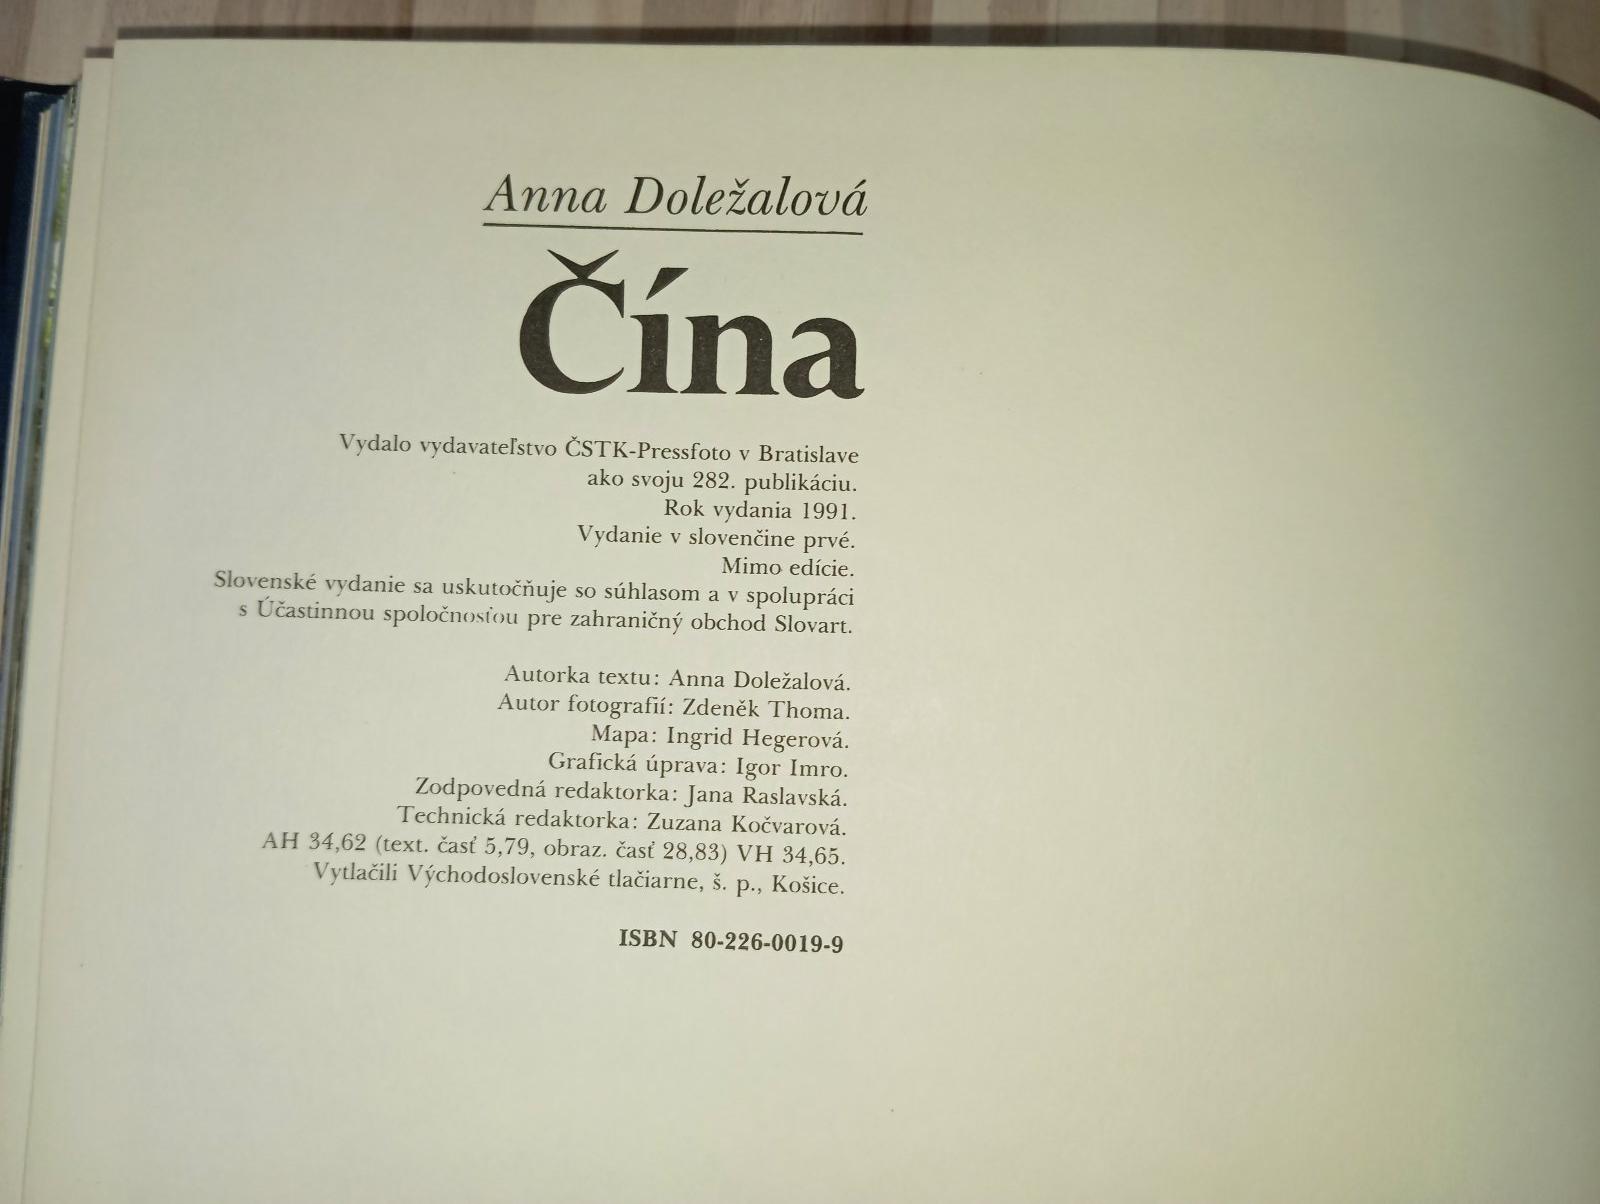 Anna Doležalová
Čína
Vydalo vydavateľstvo ČSTK-Pressfoto v Bratislave
ako svoju 282. publikáciu.
Rok vydania 1991.
Vydanie v slovenčine prvé.
Mimo edície.
Slovenské vydanie sa uskutočňuje so súhlasom a v spolupráci
s Účastinnou spoločnosťou pre zahraničný obchod Slovart.
Autorka textu: Anna Doležalová.
Autor fotografií: Zdeněk Thoma.
Mapa: Ingrid Hegerová.
Grafická úprava: Igor Imro.
Zodpovedná redaktorka: Jana Raslavská.
Technická redaktorka: Zuzana Kočvarová.
AH 34,62 (text. časť 5,79, obraz. časť 28,83) VH 34,65.
Vytlačili Východoslovenské tlačiarne, š. p., Košice.
ISBN 80-226-0019-9